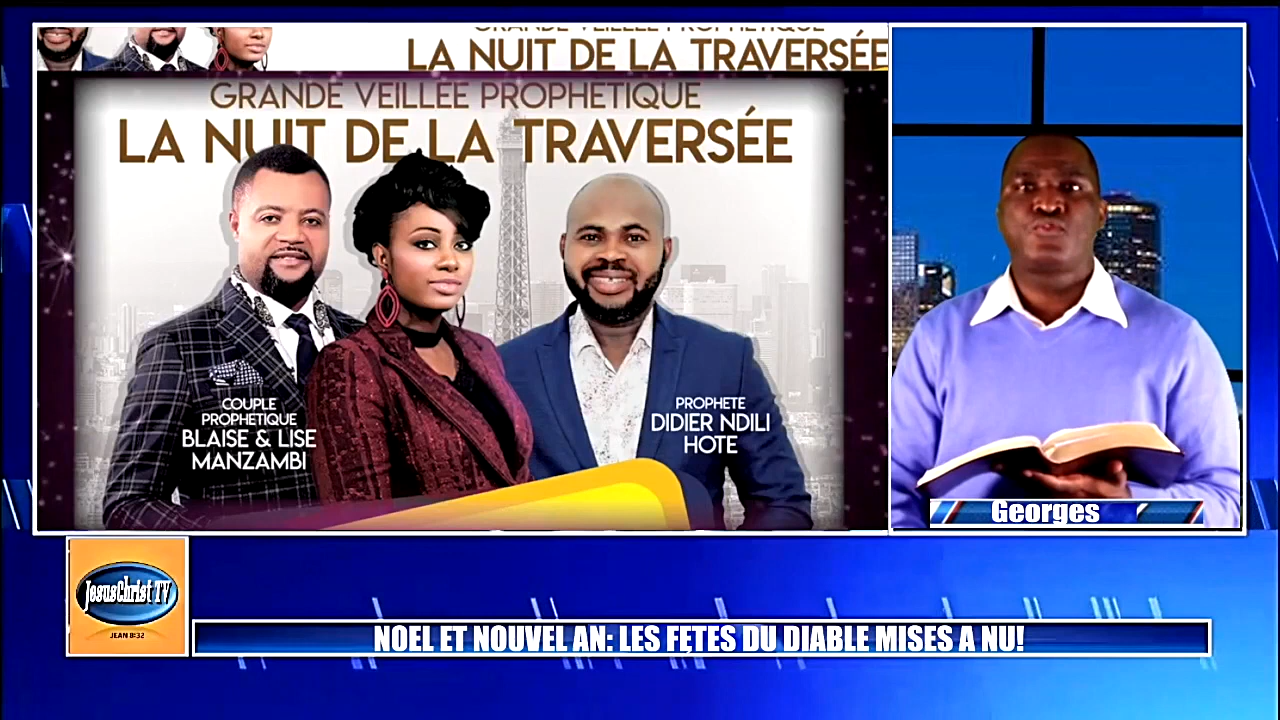 GRANDE VEILLÉE PROPHETIQUE
LA NUIT DE LA TRAVERSÉE
GRANDE VEILLÉE PROPHETIQUE
LA NUIT DE LA TRAVERSÉE
COUPLE
PROPHETIQUE
BLAISE & LISE
MANZAMBI
PROPHETE
DIDIER NDILI
HOTE
Georges
JesusChrist TV
JEAN 8:32
NOEL ET NOUVEL AN: LES FETES DU DIABLE MISES A NU!